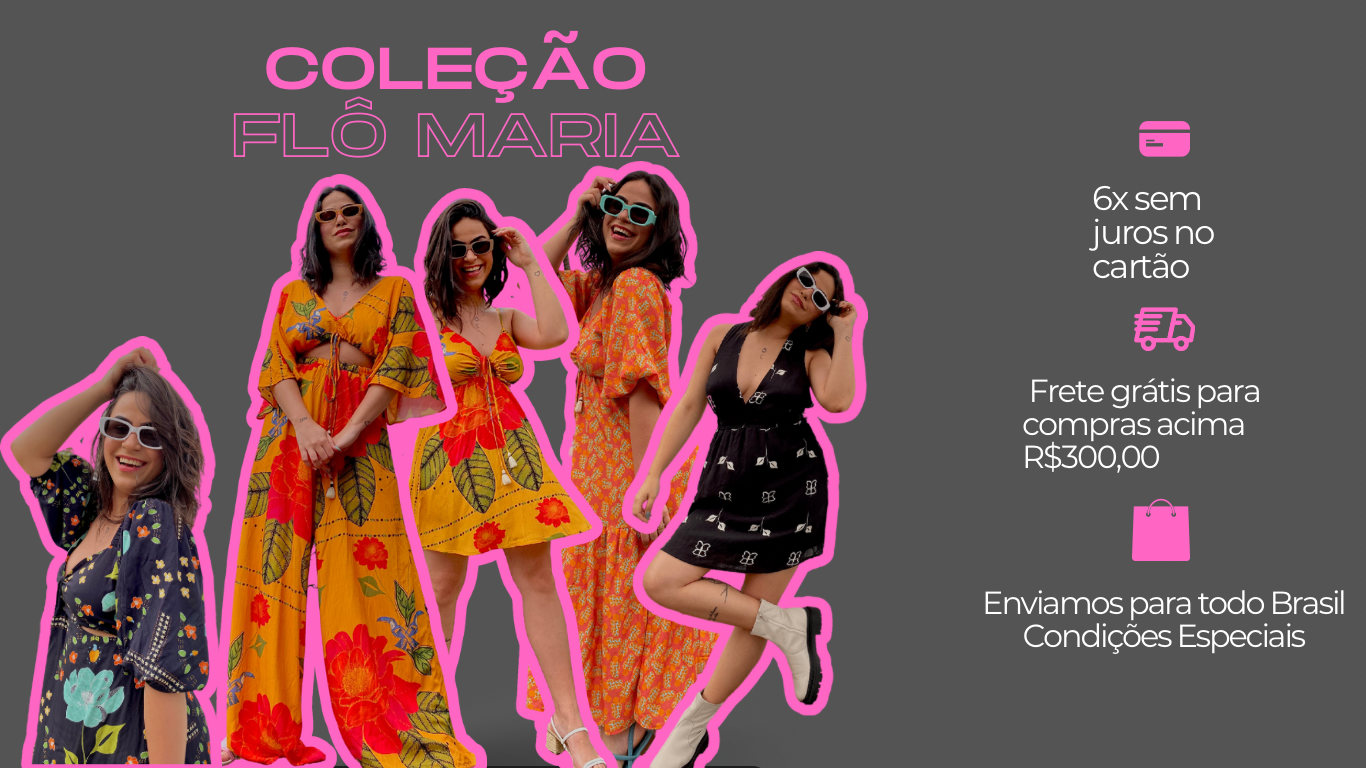 COLEÇÃO
FLÔ MARIA
6x sem
juros no
cartão
Frete grátis para
compras acima
R$300,00
Enviamos para todo Brasil
Condições Especiais